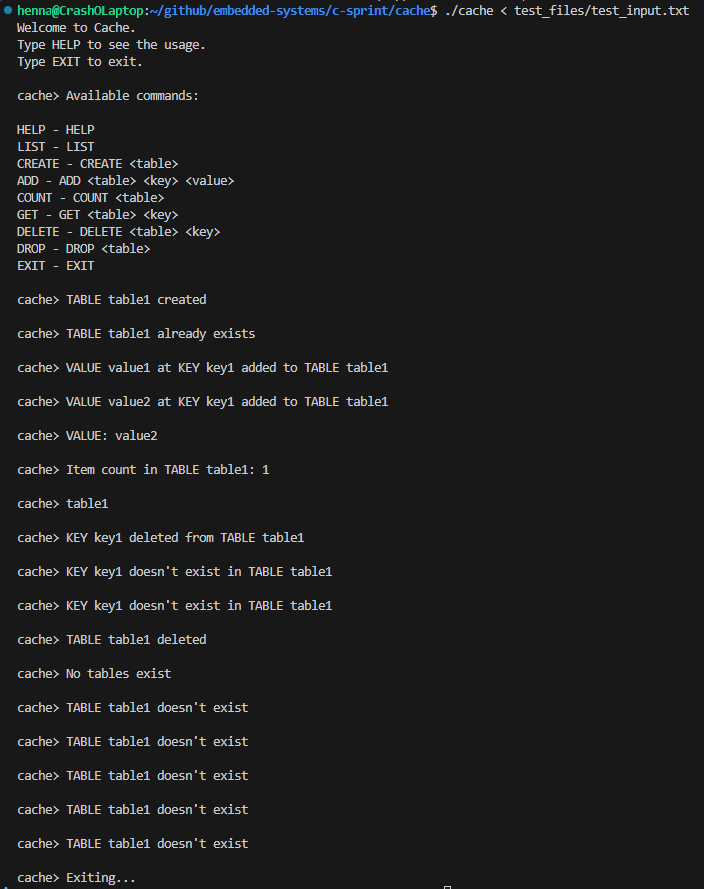 henna@CrashOLaptop:~/github/embedded-systems/c-sprint/cache$ ./cache < test_files/test_input.txt
Welcome to Cache.
Type HELP to see the usage.
Type EXIT to exit.
cache> Available commands:
HELP - HELP
LIST - LIST
CREATE - CREATE <table>
ADD - ADD <table> <key> <value>
COUNT - COUNT <table>
GET - GET <table> <key>
DELETE - DELETE <table> <key>
DROP - DROP <table>
EXIT - EXIT
cache> TABLE table1 created
cache> TABLE table1 already exists
cache> VALUE value1 at KEY key1 added to TABLE table1
cache> VALUE value2 at KEY key1 added to TABLE table1
cache> VALUE: value2
cache> Item count in TABLE table1: 1
cache> table1
cache> KEY key1 deleted from TABLE table1
cache> KEY key1 doesn't exist in TABLE table1
cache> KEY key1 doesn't exist in TABLE table1
cache> TABLE table1 deleted
cache> No tables exist
cache> TABLE table1 doesn't exist
cache> TABLE table1 doesn't exist
cache> TABLE table1 doesn't exist
cache> TABLE table1 doesn't exist
cache> TABLE table1 doesn't exist
cache> Exiting...